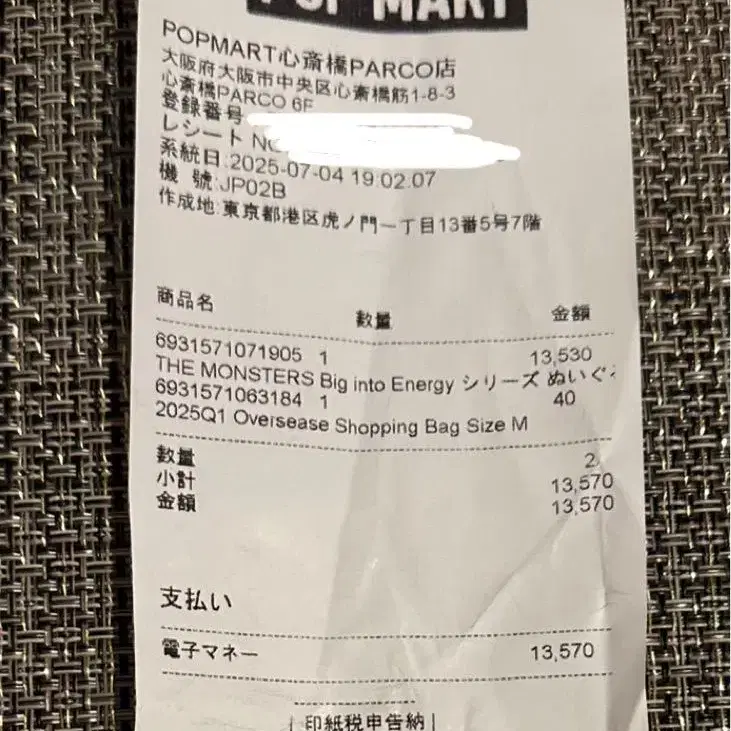 POP MART
POPMART心斎橋PARCO店
大阪府大阪市中央区心斎橋筋1-8-3
心斎橋PARCO 6F
登録番号
レシート NO
系統日:2025-07-04 19:02:07
機 號:JP02B
作成地:東京都港区虎ノ門一丁目13番5号7階
商品名 数量 金額
6931571071905 1 13,530
THE MONSTERS Big into Energy シリーズ ぬいぐ
6931571063184 1 40
2025Q1 Oversease Shopping Bag Size M
数量 2
小計 13,570
金額 13,570
支払い
電子マネー 13,570
印紙税申告納